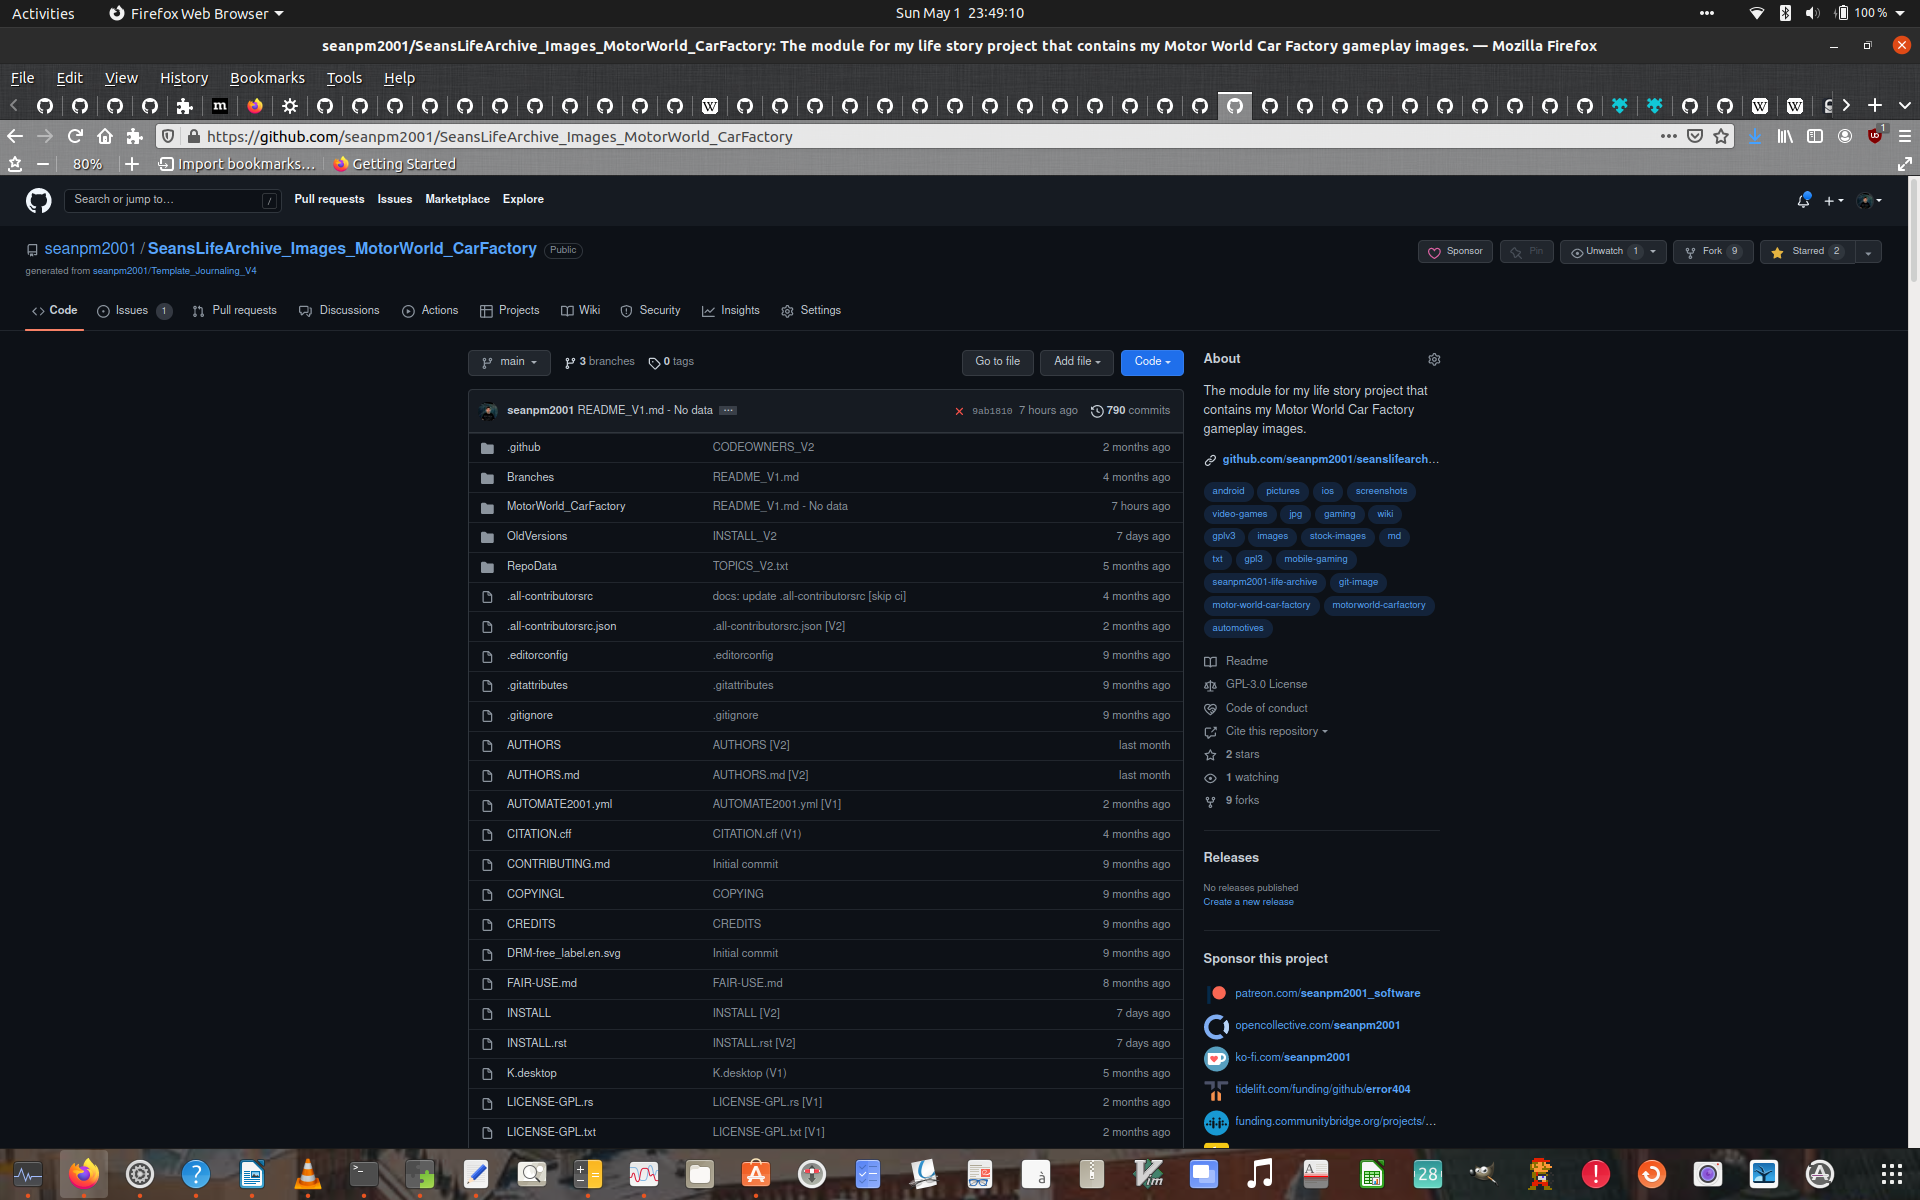 Activities Firefox Web Browser Sun May 1 23:49:10 100 %
seanpm2001/SeansLifeArchive_Images_MotorWorld_CarFactory: The module for my life story project that contains my Motor World Car Factory gameplay images. — Mozilla Firefox
File Edit View History Bookmarks Tools Help
https://github.com/seanpm2001/SeansLifeArchive_Images_MotorWorld_CarFactory
80% Import bookmarks... Getting Started
Search or jump to... / Pull requests Issues Marketplace Explore
seanpm2001 / SeansLifeArchive_Images_MotorWorld_CarFactory Public
Sponsor Pin Unwatch 1 Fork 9 Starred 2
generated from seanpm2001/Template_Journaling_V4
Code Issues 1 Pull requests Discussions Actions Projects Wiki Security Insights Settings
main 3 branches 0 tags Go to file Add file Code
seanpm2001 README_V1.md - No data ... 9ab1810 7 hours ago 790 commits
.github CODEOWNERS_V2 2 months ago
Branches README_V1.md 4 months ago
MotorWorld_CarFactory README_V1.md - No data 7 hours ago
OldVersions INSTALL_V2 7 days ago
RepoData TOPICS_V2.txt 5 months ago
.all-contributorsrc docs: update .all-contributorsrc [skip ci] 4 months ago
.all-contributorsrc.json .all-contributorsrc.json [V2] 2 months ago
.editorconfig .editorconfig 9 months ago
.gitattributes .gitattributes 9 months ago
.gitignore .gitignore 9 months ago
AUTHORS AUTHORS [V2] last month
AUTHORS.md AUTHORS.md [V2] last month
AUTOMATE2001.yml AUTOMATE2001.yml [V1] 2 months ago
CITATION.cff CITATION.cff (V1) 4 months ago
CONTRIBUTING.md Initial commit 9 months ago
COPYINGL COPYING 9 months ago
CREDITS CREDITS 9 months ago
DRM-free_label.en.svg Initial commit 9 months ago
FAIR-USE.md FAIR-USE.md 8 months ago
INSTALL INSTALL [V2] 7 days ago
INSTALL.rst INSTALL.rst [V2] 7 days ago
K.desktop K.desktop (V1) 5 months ago
LICENSE-GPL.rs LICENSE-GPL.rs [V1] 2 months ago
LICENSE-GPL.txt LICENSE-GPL.txt [V1] 2 months ago
About
The module for my life story project that
contains my Motor World Car Factory
gameplay images.
github.com/seanpm2001/seanslifearch...
android pictures ios screenshots
video-games jpg gaming wiki
gplv3 images stock-images md
txt gpl3 mobile-gaming
seanpm2001-life-archive git-image
motor-world-car-factory motorworld-carfactory
automotives
Readme
GPL-3.0 License
Code of conduct
Cite this repository
2 stars
1 watching
9 forks
Releases
No releases published
Create a new release
Sponsor this project
patreon.com/seanpm2001_software
opencollective.com/seanpm2001
ko-fi.com/seanpm2001
tidelift.com/funding/github/error404
funding.communitybridge.org/projects/...
28